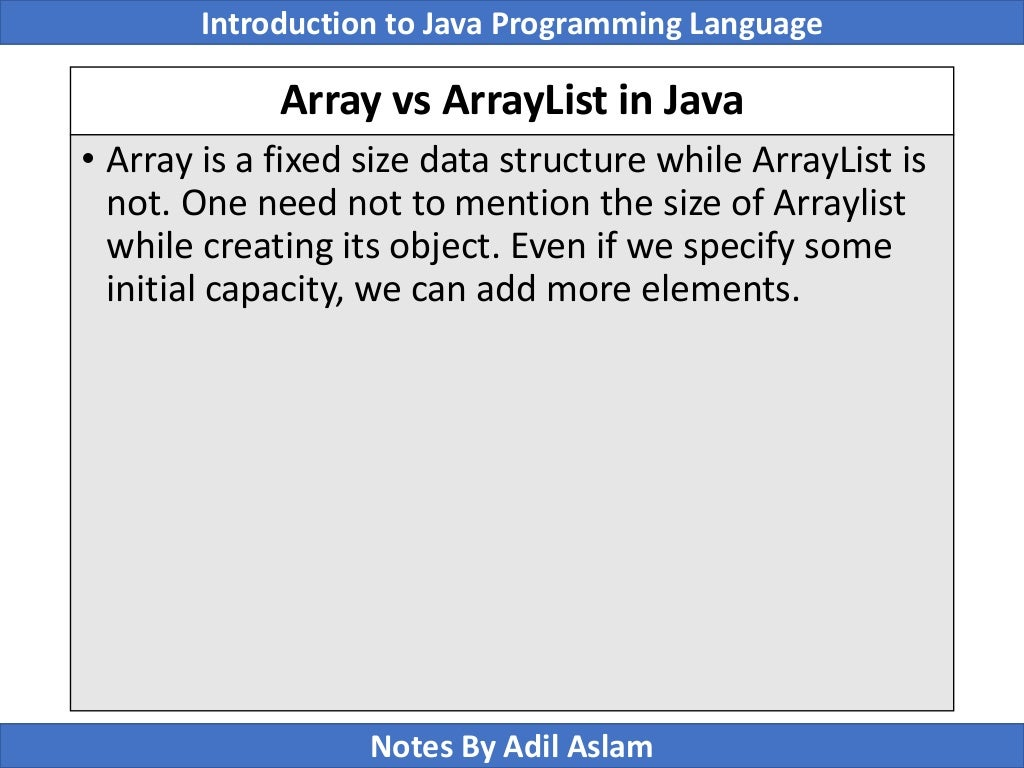 Introduction to Java Programming Language
Array vs ArrayList in Java
• Array is a fixed size data structure while ArrayList is
not. One need not to mention the size of Arraylist
while creating its object. Even if we specify some
initial capacity, we can add more elements.
Notes By Adil Aslam